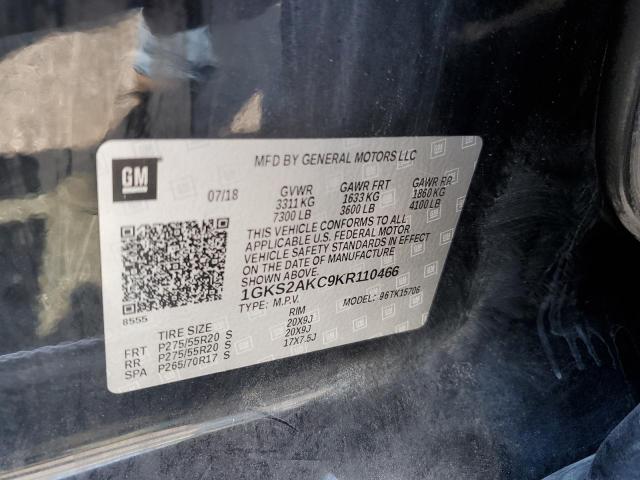 GM
MFD BY GENERAL MOTORS LLC
07/18 GVWR GAWR FRT GAWR RR
3311 KG 1633 KG 1860 KG
7300 LB 3600 LB 4100 LB
THIS VEHICLE CONFORMS TO ALL
APPLICABLE U.S. FEDERAL MOTOR
VEHICLE SAFETY STANDARDS IN EFFECT
ON THE DATE OF MANUFACTURE
SHOWN ABOVE.
1GKS2AKC9KR110466
TYPE: M.P.V. MODEL: 96TK15706
8555
TIRE SIZE RIM
FRT P275/55R20 S 20X9J
RR P275/55R20 S 20X9J
SPA P265/70R17 S 17X7.5J